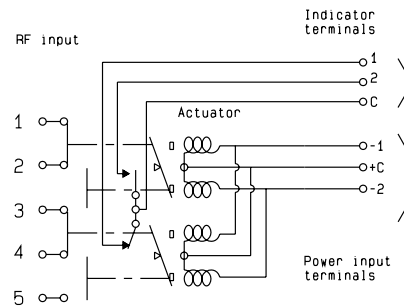 Indicator
terminals
RF input
1
2
C
Actuator
1
2
3
4
5
-1
+C
-2
Power input
terminals